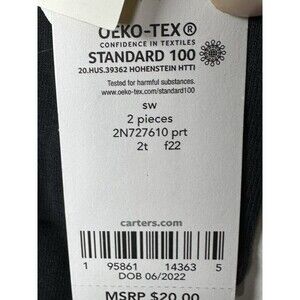 OEKO-TEX®
CONFIDENCE IN TEXTILES
STANDARD 100
20.HUS.39362 HOHENSTEIN HTTI
Tested for harmful substances.
www.oeko-tex.com/standard100
sw
2 pieces
2N727610 prt
2t f22
carters.com
1 95861 14363 5
DOB 06/2022
MSRP $20.00